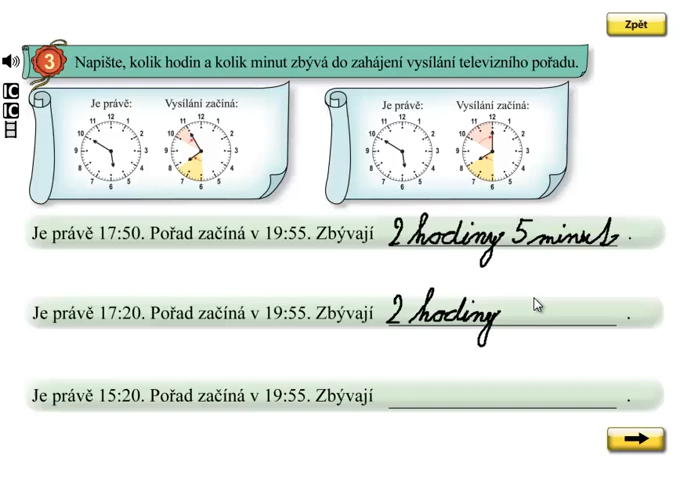 Zpět
3 Napište, kolik hodin a kolik minut zbývá do zahájení vysílání televizního pořadu.
Je právě: Vysílání začíná: Je právě: Vysílání začíná:
Je právě 17:50. Pořad začíná v 19:55. Zbývají 2 hodiny 5 minut.
Je právě 17:20. Pořad začíná v 19:55. Zbývají 2 hodiny .
Je právě 15:20. Pořad začíná v 19:55. Zbývají .